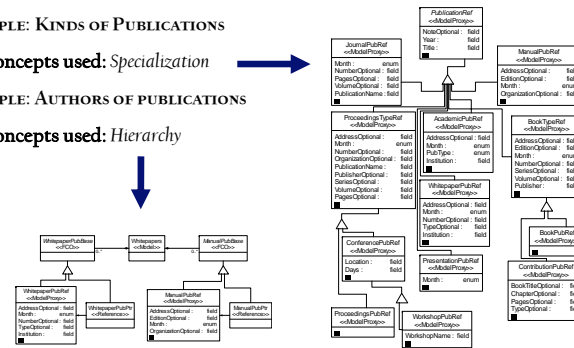 PLE: KINDS OF PUBLICATIONS
oncepts used: Specialization
PLE: AUTHORS OF PUBLICATIONS
oncepts used: Hierarchy
PublicationRef
<<ModelProxy>>
NoteOptional : field
Year : field
Title : field
JournalPubRef
<<ModelProxy>>
Month : enum
NumberOptional : field
PagesOptional : field
VolumeOptional : field
PublicationName : field
ManualPubRef
<<ModelProxy>>
AddressOptional : field
EditionOptional : field
Month : enum
OrganizationOptional : field
ProceedingsTypeRef
<<ModelProxy>>
AddressOptional : field
Month : enum
NumberOptional : field
OrganizationOptional : field
PublicationName : field
PublisherOptional : field
SeriesOptional : field
VolumeOptional : field
PagesOptional : field
AcademicPubRef
<<ModelProxy>>
AddressOptional : field
Month : enum
PubType : enum
Institution : field
BookTypeRef
<<ModelProxy>>
AddressOptional : field
EditionOptional : field
Month : enum
NumberOptional : field
SeriesOptional : field
VolumeOptional : field
Publisher : field
WhitepaperPubRef
<<ModelProxy>>
AddressOptional : field
Month : enum
NumberOptional : field
TypeOptional : field
Institution : field
ConferencePubRef
<<ModelProxy>>
Location : field
Days : field
PresentationPubRef
<<ModelProxy>>
Month : enum
BookPubRef
<<ModelProxy>>
ContributionPubRef
<<ModelProxy>>
BookTitleOptional : field
ChapterOptional : field
PagesOptional : field
TypeOptional : field
ProceedingsPubRef
<<ModelProxy>>
WorkshopPubRef
<<ModelProxy>>
WorkshopName : field
WhitepaperPubBase
<<FCO>>
0..*
Whitepapers
<<Model>>
0..*
ManualPubBase
<<FCO>>
WhitepaperPubRef
<<ModelProxy>>
AddressOptional : field
Month : enum
NumberOptional : field
TypeOptional : field
Institution : field
WhitepaperPubPtr
<<Reference>>
ManualPubRef
<<ModelProxy>>
AddressOptional : field
EditionOptional : field
Month : enum
OrganizationOptional : field
ManualPubPtr
<<Reference>>